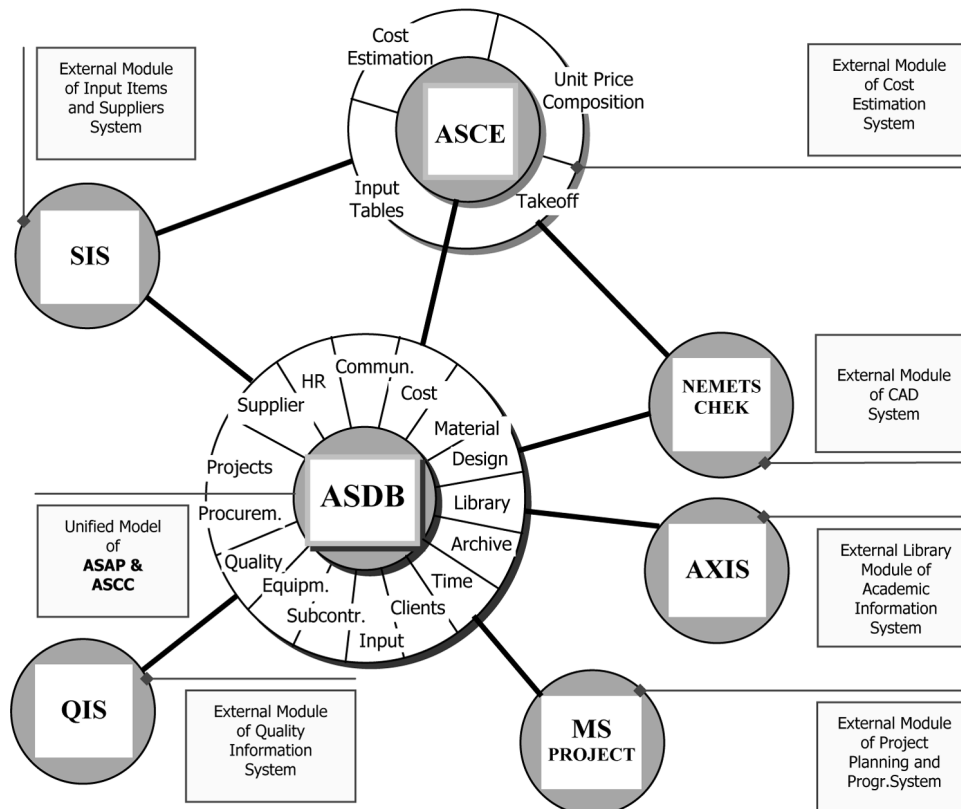 External Module
of Input Items
and Suppliers
System
Cost
Estimation
Unit Price
Composition
ASCE
Input
Tables
Takeoff
External Module
of Cost
Estimation
System
SIS
Commun.
HR
Cost
Supplier
Material
Projects
Design
ASDB
Library
Procurem.
Archive
Quality
Equipm.
Time
Subcontr.
Clients
Input
NEMETS
CHEK
External Module
of CAD
System
Unified Model
of
ASAP &
ASCC
AXIS
External Library
Module of
Academic
Information
System
QIS
External Module
of Quality
Information
System
MS
PROJECT
External Module
of Project
Planning and
Progr.System